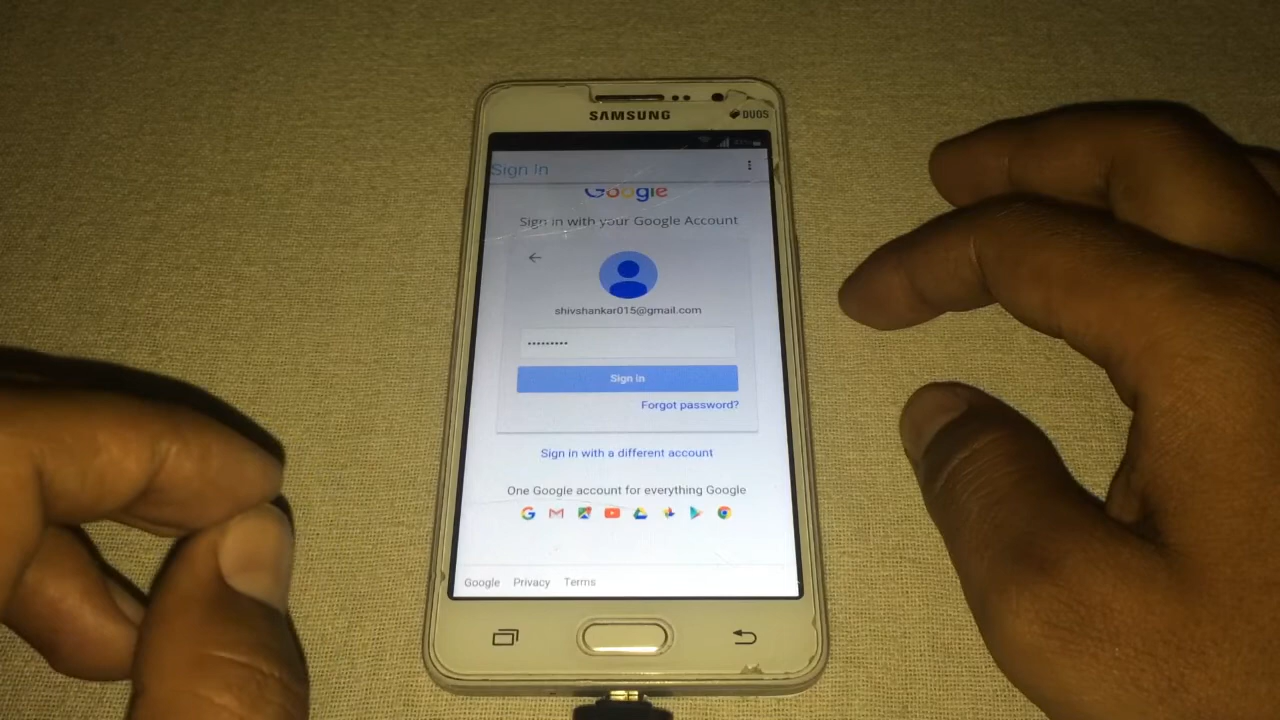 SAMSUNG
DUOS
Sign in
Google
Sign in with your Google Account
shivshankar015@gmail.com
•••••••••
Sign in
Forgot password?
Sign in with a different account
One Google account for everything Google
Google Privacy Terms